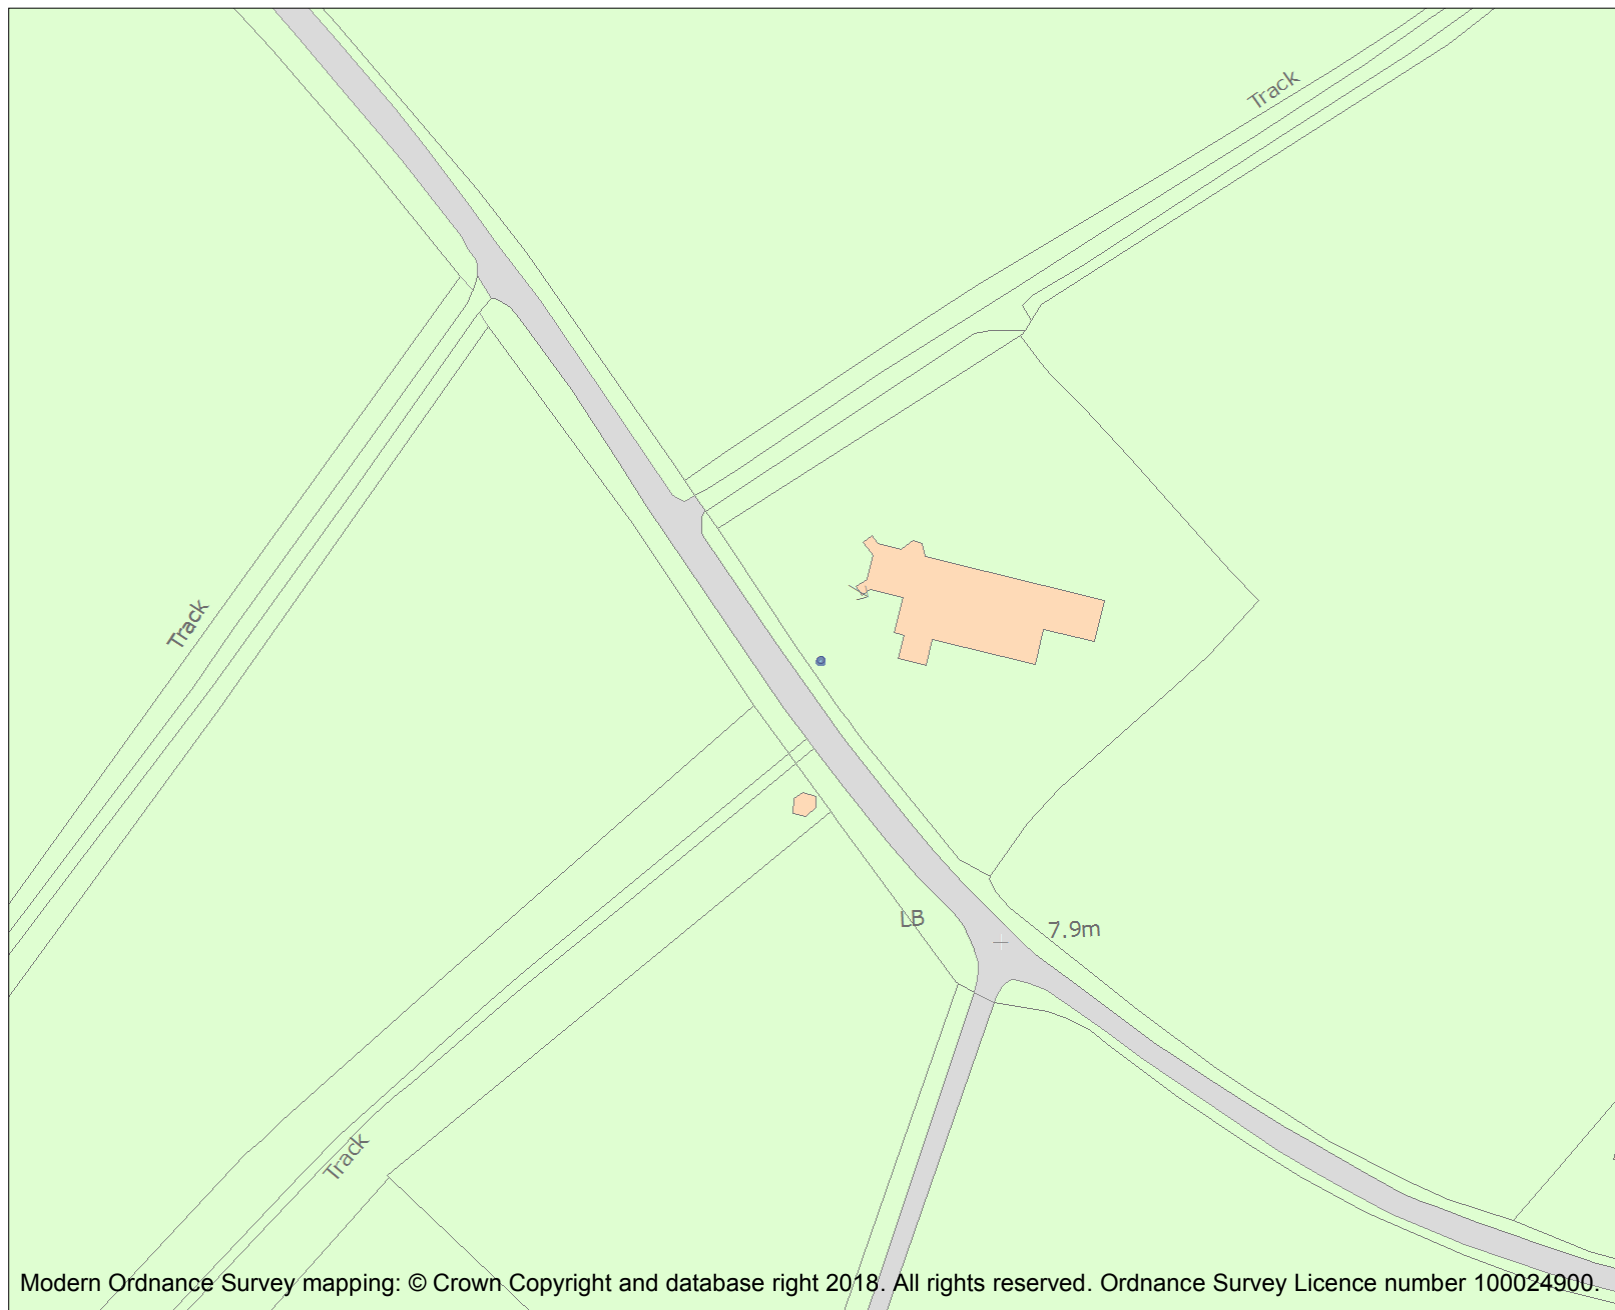 Track
Track
LB
7.9m
Track
Modern Ordnance Survey mapping: © Crown Copyright and database right 2018. All rights reserved. Ordnance Survey Licence number 100024900.